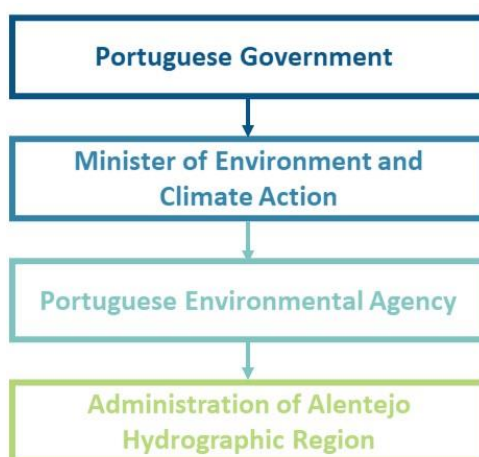 Portuguese Government
Minister of Environment and
Climate Action
Portuguese Environmental Agency
Administration of Alentejo
Hydrographic Region